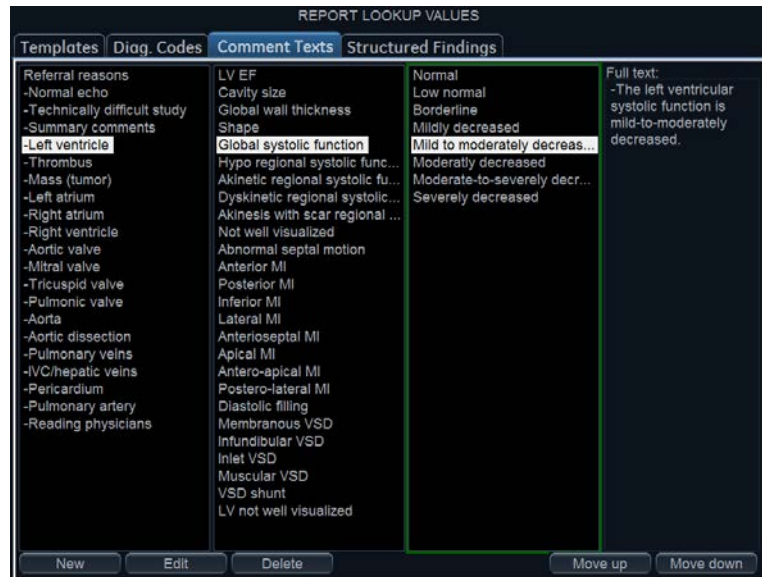 REPORT LOOKUP VALUES
Templates
Diag. Codes
Comment Texts
Structured Findings
Referral reasons
-Normal echo
-Technically difficult study
-Summary comments
-Left ventricle
-Thrombus
-Mass (tumor)
-Left atrium
-Right atrium
-Right ventricle
-Aortic valve
-Mitral valve
-Tricuspid valve
-Pulmonic valve
-Aorta
-Aortic dissection
-Pulmonary veins
-IVC/hepatic veins
-Pericardium
-Pulmonary artery
-Reading physicians
LV EF
Cavity size
Global wall thickness
Shape
Global systolic function
Hypo regional systolic func...
Akinetic regional systolic fu...
Dyskinetic regional systolic...
Akinesis with scar regional ...
Not well visualized
Abnormal septal motion
Anterior MI
Posterior MI
Inferior MI
Lateral MI
Anterioseptal MI
Apical MI
Antero-apical MI
Postero-lateral MI
Diastolic filling
Membranous VSD
Infundibular VSD
Inlet VSD
Muscular VSD
VSD shunt
LV not well visualized
Normal
Low normal
Borderline
Mildly decreased
Mild to moderately decreas...
Moderatly decreased
Moderate-to-severely decr...
Severely decreased
Full text:
-The left ventricular
systolic function is
mild-to-moderately
decreased.
New
Edit
Delete
Move up
Move down